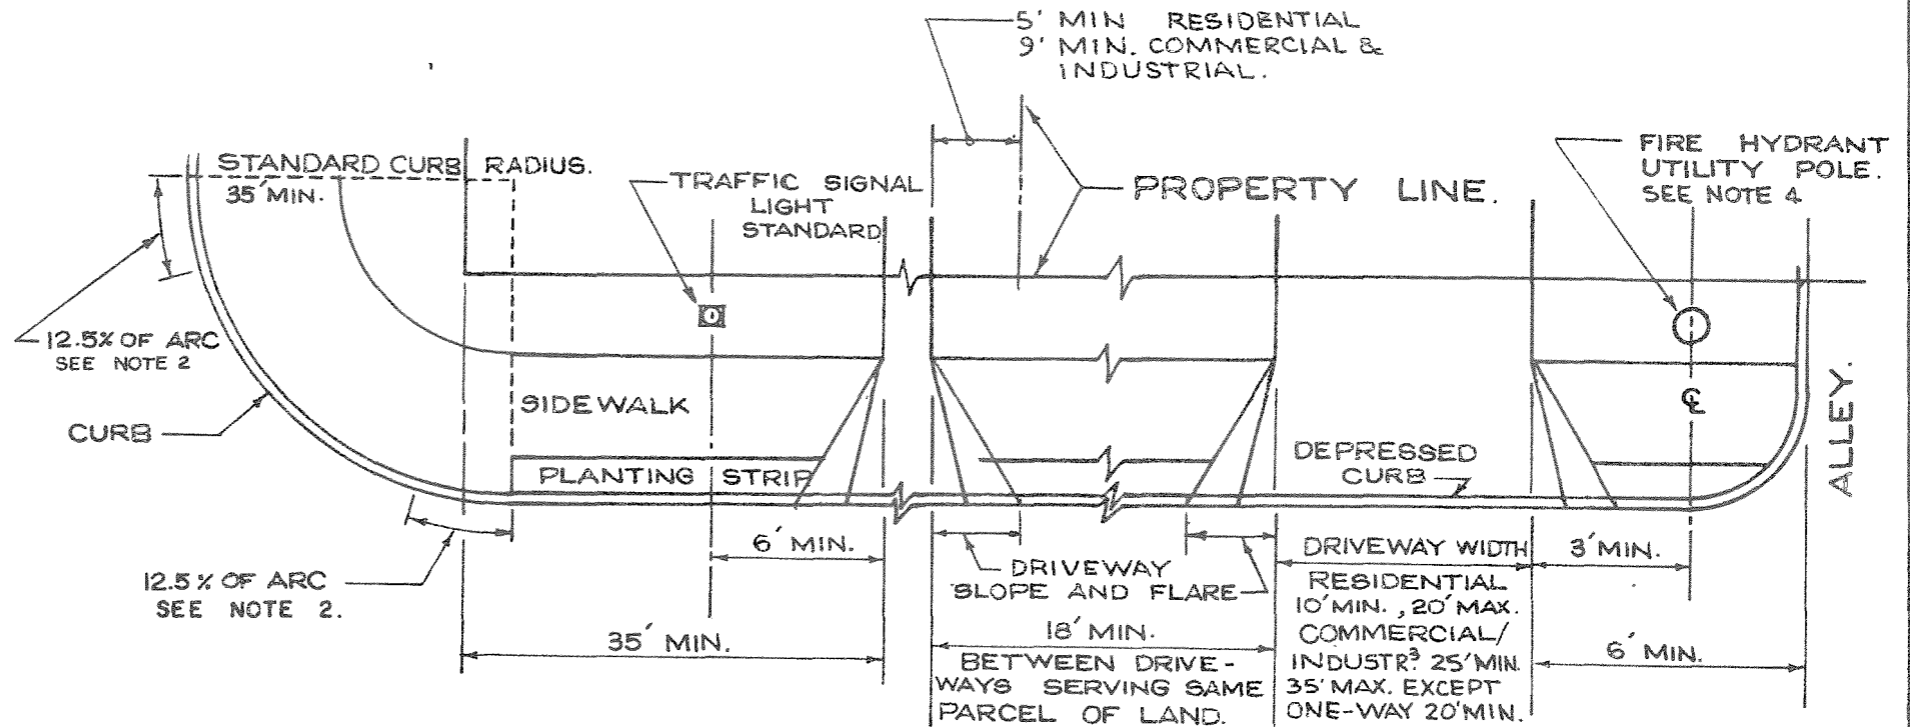 5' MIN RESIDENTIAL
9' MIN. COMMERCIAL &
INDUSTRIAL.
STANDARD CURB RADIUS.
35' MIN.
TRAFFIC SIGNAL
LIGHT
STANDARD
PROPERTY LINE.
FIRE HYDRANT
UTILITY POLE.
SEE NOTE 4
12.5% OF ARC
SEE NOTE 2
CURB
SIDEWALK
PLANTING STRIP
DEPRESSED
CURB
℄
ALLEY.
12.5% OF ARC
SEE NOTE 2.
6' MIN.
35' MIN.
DRIVEWAY
SLOPE AND FLARE
18' MIN.
BETWEEN DRIVE-
WAYS SERVING SAME
PARCEL OF LAND.
DRIVEWAY WIDTH
RESIDENTIAL
10' MIN., 20' MAX.
COMMERCIAL/
INDUSTR.³ 25' MIN.
35' MAX. EXCEPT
ONE-WAY 20' MIN.
3' MIN.
6' MIN.